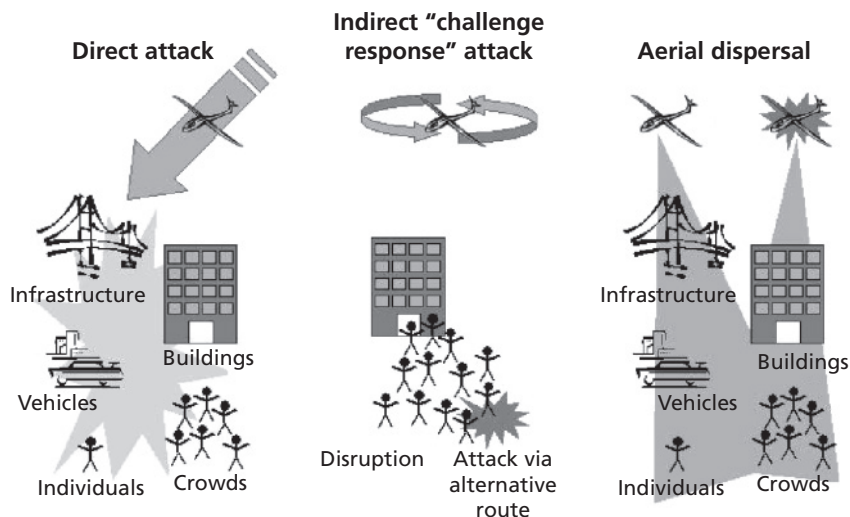 Direct attack
Infrastructure
Buildings
Vehicles
Individuals
Crowds
Indirect “challenge
response” attack
Disruption
Attack via
alternative
route
Aerial dispersal
Infrastructure
Buildings
Vehicles
Individuals
Crowds